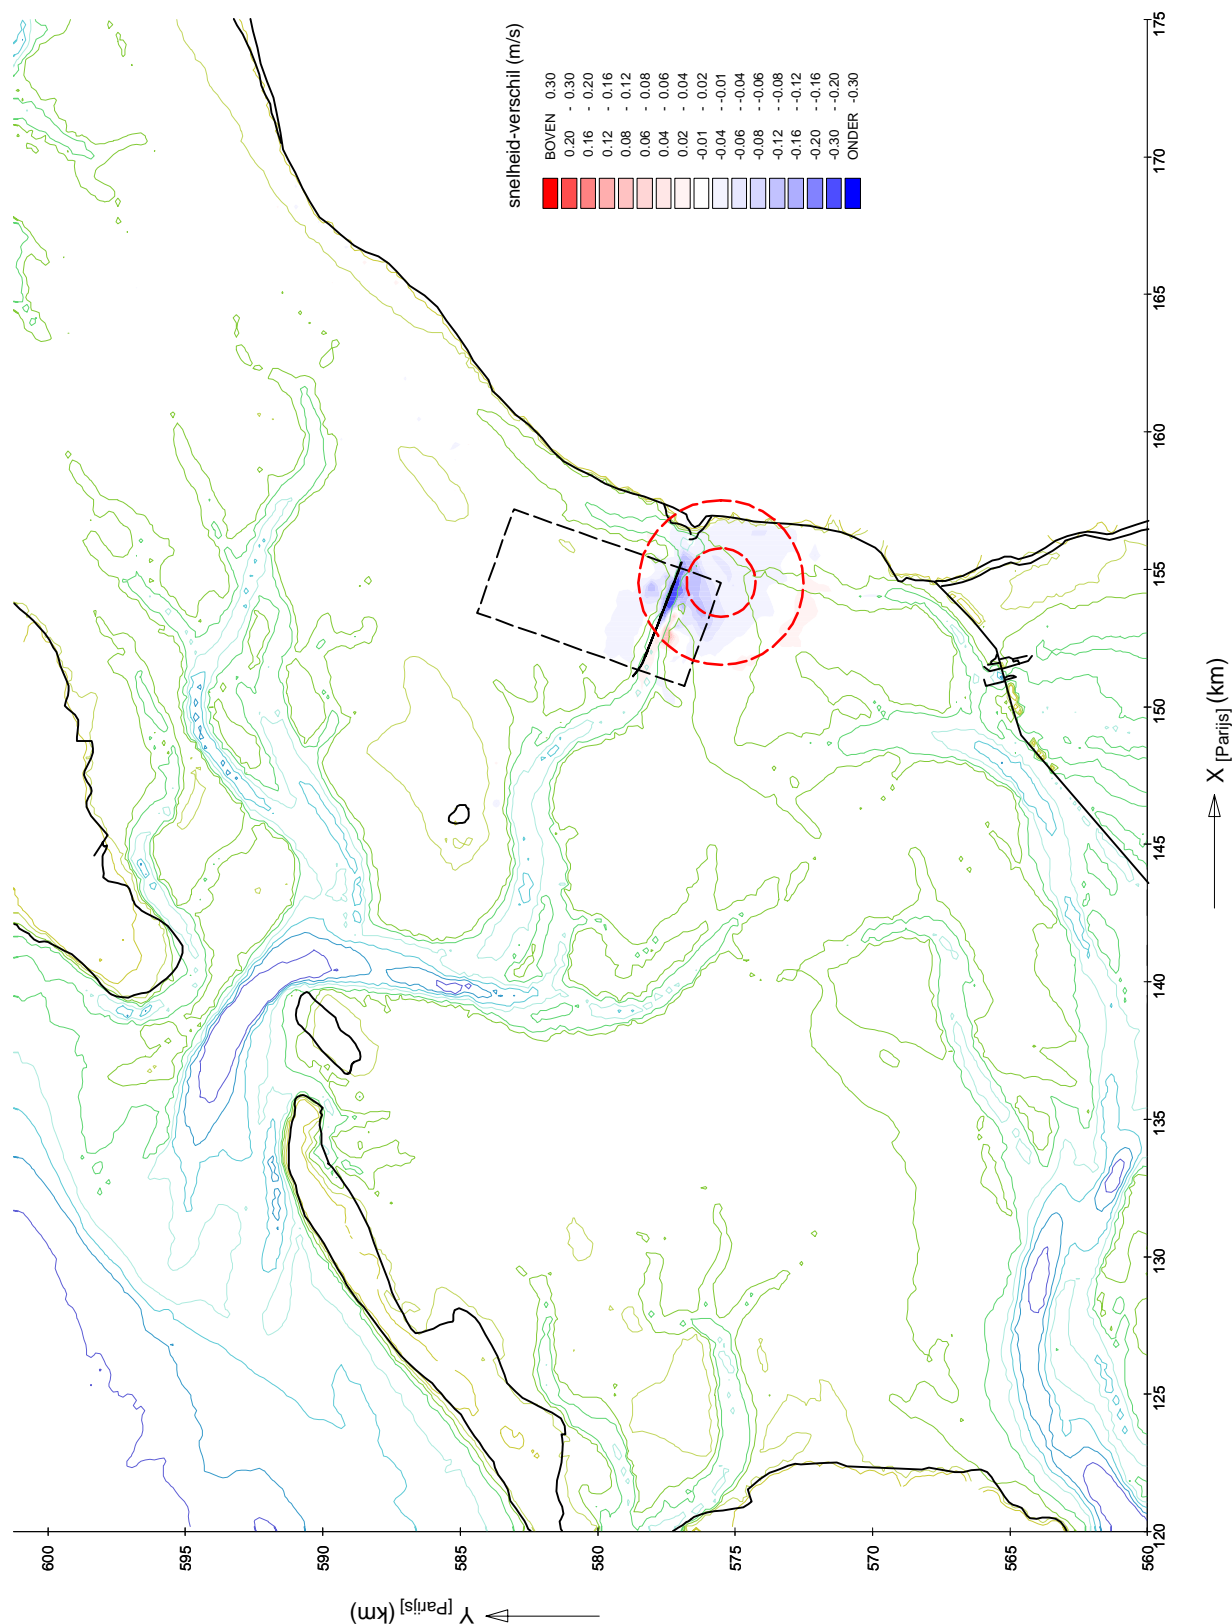 snelheid-verschil (m/s)
BOVEN 0.30
0.20 - 0.30
0.16 - 0.20
0.12 - 0.16
0.08 - 0.12
0.06 - 0.08
0.04 - 0.06
0.02 - 0.04
-0.01 - 0.02
-0.04 - -0.01
-0.06 - -0.04
-0.08 - -0.06
-0.12 - -0.08
-0.16 - -0.12
-0.20 - -0.16
-0.30 - -0.20
ONDER -0.30
Y [Parijs] (km)
600
595
590
585
580
575
570
565
560
120
125
130
135
140
145
150
155
160
165
170
175
X [Parijs] (km)